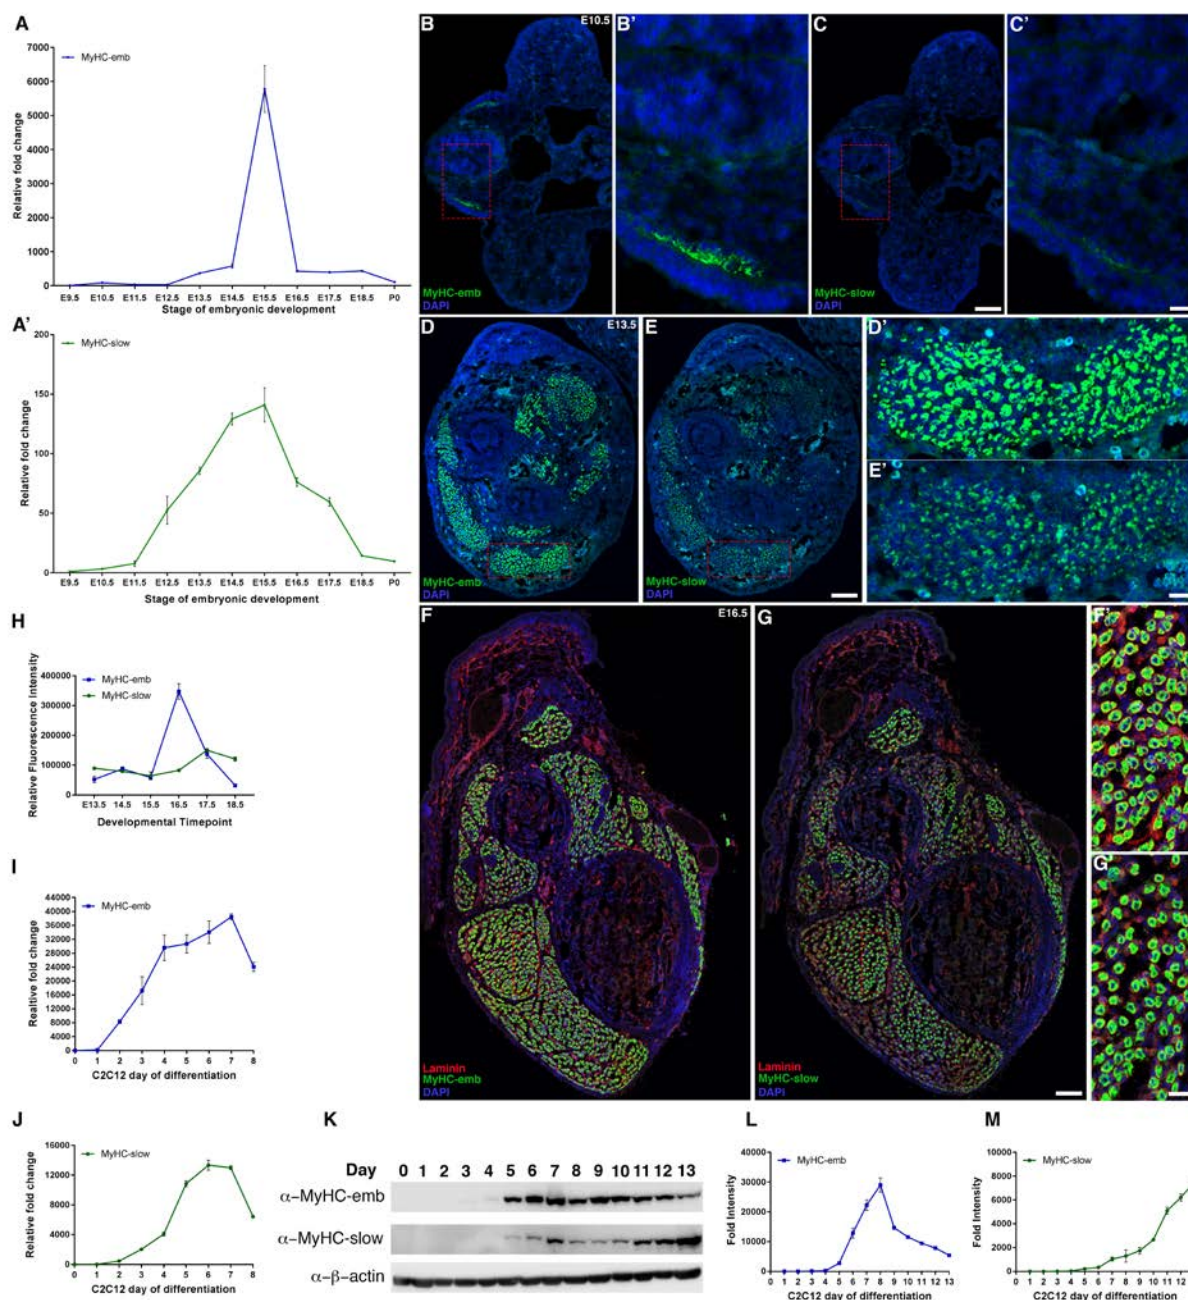 A
MyHC-emb
Relative fold change
7000
6000
5000
4000
3000
2000
1000
0
E9.5 E10.5 E11.5 E12.5 E13.5 E14.5 E15.5 E16.5 E17.5 E18.5 P0
Stage of embryonic development
A'
MyHC-slow
Relative fold change
200
150
100
50
0
E9.5 E10.5 E11.5 E12.5 E13.5 E14.5 E15.5 E16.5 E17.5 E18.5 P0
Stage of embryonic development
B
E10.5
MyHC-emb
DAPI
B'
C
MyHC-slow
DAPI
C'
D
E13.5
MyHC-emb
DAPI
E
MyHC-slow
DAPI
D'
E'
F
E16.5
Laminin
MyHC-emb
DAPI
G
Laminin
MyHC-slow
DAPI
F'
G'
H
MyHC-emb
MyHC-slow
Relative Fluorescence Intensity
400000
300000
200000
100000
0
E13.5 14.5 15.5 16.5 17.5 18.5
Developmental Timepoint
I
MyHC-emb
Realtive fold change
44000
40000
36000
32000
28000
24000
20000
16000
12000
8000
4000
0
0 1 2 3 4 5 6 7 8
C2C12 day of differentiation
J
MyHC-slow
Relative fold change
16000
12000
8000
4000
0
0 1 2 3 4 5 6 7 8
C2C12 day of differentiation
K
Day 0 1 2 3 4 5 6 7 8 9 10 11 12 13
α-MyHC-emb
α-MyHC-slow
α-β-actin
L
MyHC-emb
Fold Intensity
40000
30000
20000
10000
0
0 1 2 3 4 5 6 7 8 9 10 11 12 13
C2C12 day of differentiation
M
MyHC-slow
Fold Intensity
10000
8000
6000
4000
2000
0
0 1 2 3 4 5 6 7 8 9 10 11 12
C2C12 day of differentiation